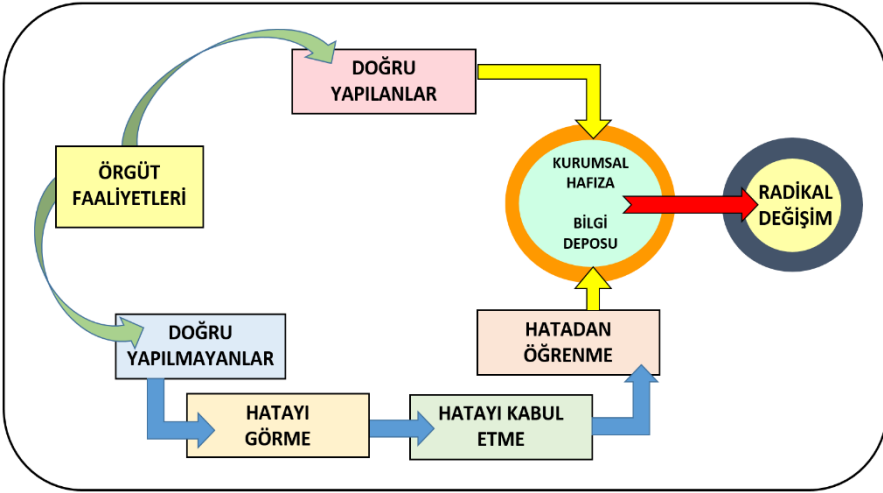 DOĞRU
YAPILANLAR
ÖRGÜT
FAALİYETLERİ
KURUMSAL
HAFIZA
BİLGİ
DEPOSU
RADİKAL
DEĞİŞİM
DOĞRU
YAPILMAYANLAR
HATADAN
ÖĞRENME
HATAYI
GÖRME
HATAYI KABUL
ETME